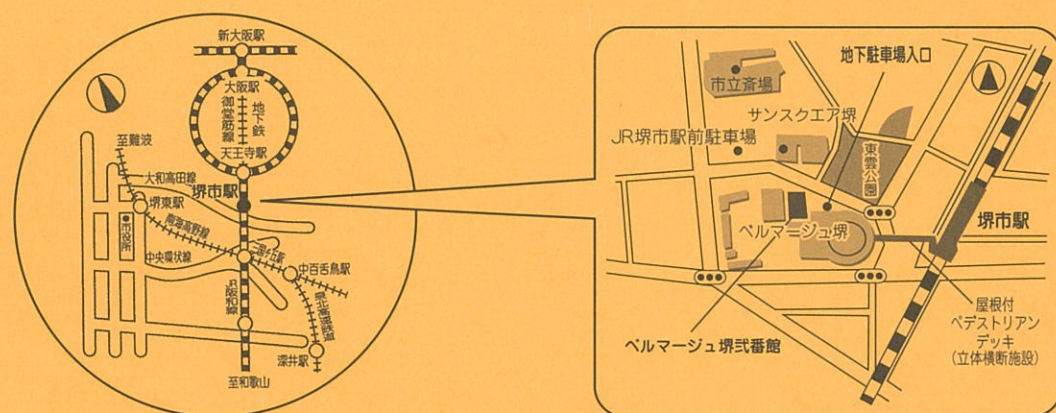 新大阪駅
大阪駅
地下鉄
御堂筋線
天王寺駅
至難波
大和高田線
堺市駅
堺東駅
市役所
南海高野線
中央環状線
三国ヶ丘駅
中百舌鳥駅
JR阪和線
泉北高速鉄道
深井駅
至和歌山
地下駐車場入口
市立斎場
サンスクエア堺
JR堺市駅前駐車場
東雲公園
ベルマージュ堺
堺市駅
ベルマージュ堺弐番館
屋根付
ペデストリアン
デッキ
(立体横断施設)